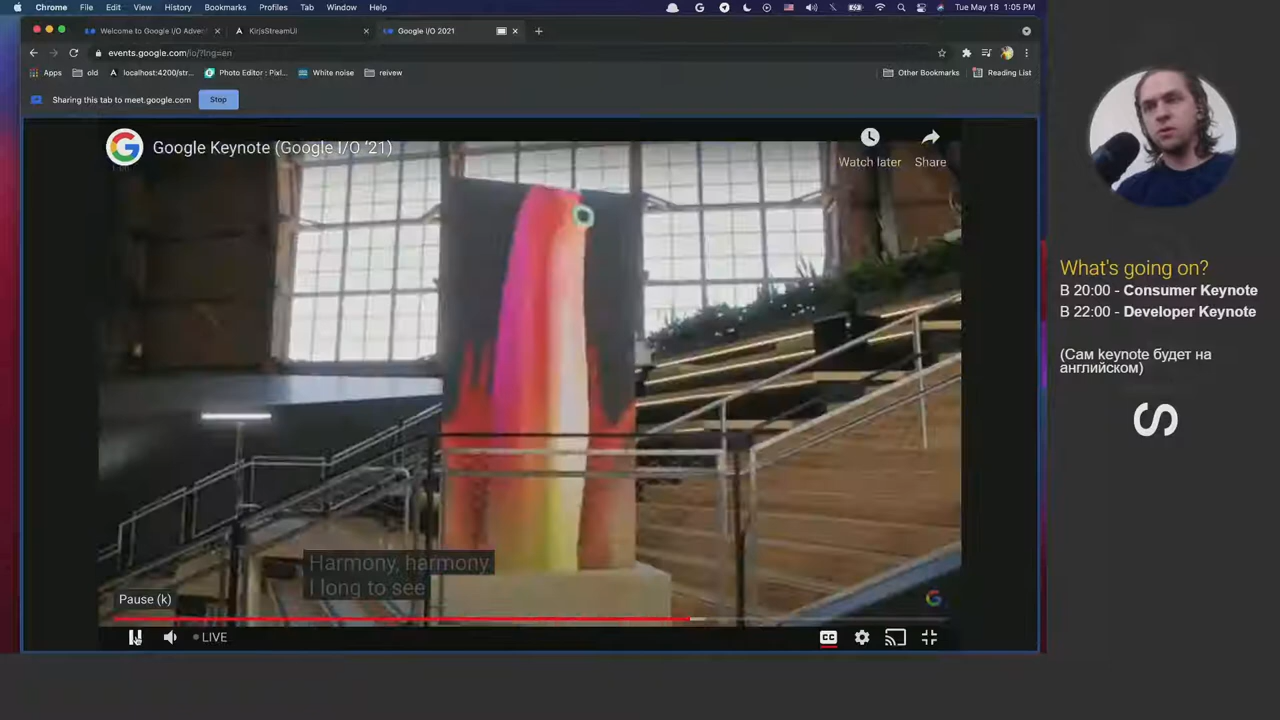 Chrome File Edit View History Bookmarks Profiles Tab Window Help
Tue May 18 1:05 PM
Welcome to Google I/O Adven
KirjsStreamUi
Google I/O 2021
events.google.com/io/?lng=en
Apps
old
localhost:4200/str...
Photo Editor : Pixl...
White noise
reivew
Other Bookmarks
Reading List
Sharing this tab to meet.google.com
Stop
Google Keynote (Google I/O '21)
Watch later
Share
What's going on?
В 20:00 - Consumer Keynote
В 22:00 - Developer Keynote
(Сам keynote будет на
английском)
Harmony, harmony
I long to see
Pause (k)
LIVE
CC